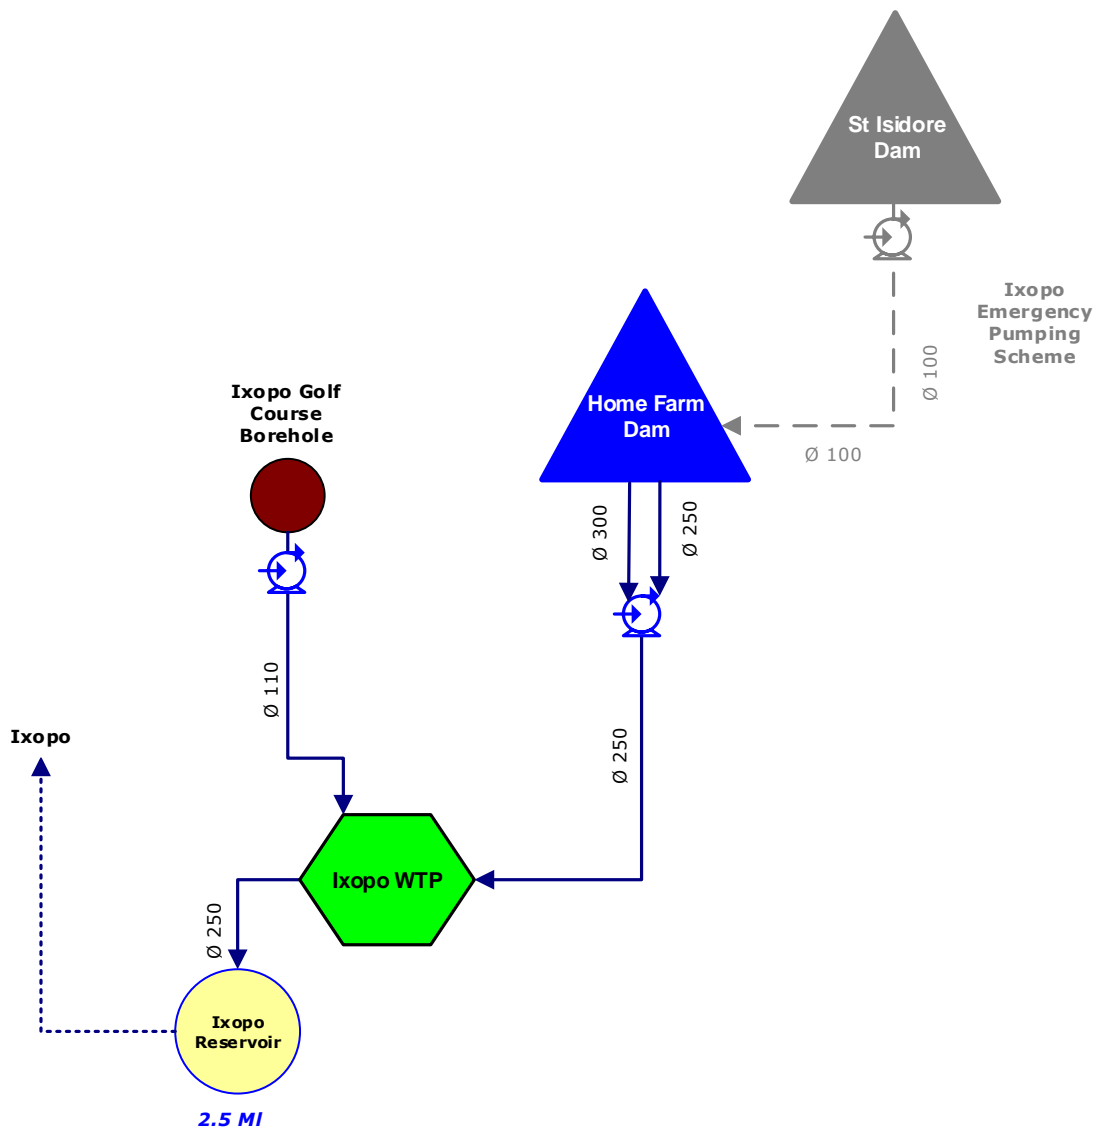 St Isidore
Dam
Ixopo
Emergency
Pumping
Scheme
Ø 100
Ø 100
Home Farm
Dam
Ixopo Golf
Course
Borehole
Ø 300
Ø 250
Ø 110
Ø 250
Ixopo
Ixopo WTP
Ø 250
Ixopo
Reservoir
2.5 Ml